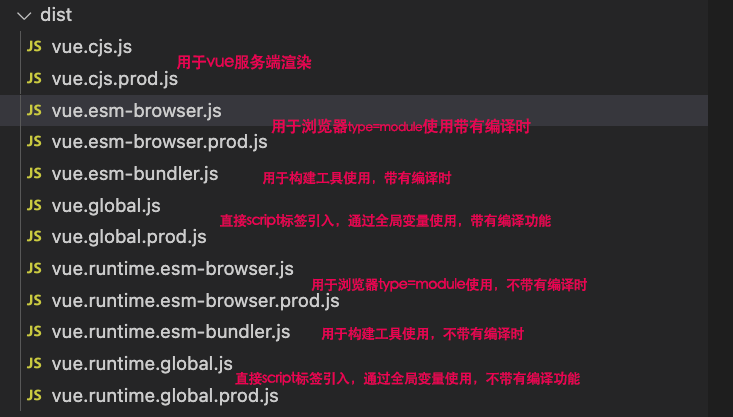 dist
JS vue.cjs.js
用于vue服务端渲染
JS vue.cjs.prod.js
JS vue.esm-browser.js
用于浏览器type=module使用带有编译时
JS vue.esm-browser.prod.js
JS vue.esm-bundler.js 用于构建工具使用，带有编译时
JS vue.global.js
直接script标签引入，通过全局变量使用，带有编译功能
JS vue.global.prod.js
JS vue.runtime.esm-browser.js
用于浏览器type=module使用，不带有编译时
JS vue.runtime.esm-browser.prod.js
JS vue.runtime.esm-bundler.js 用于构建工具使用，不带有编译时
JS vue.runtime.global.js
直接script标签引入，通过全局变量使用，不带有编译功能
JS vue.runtime.global.prod.js